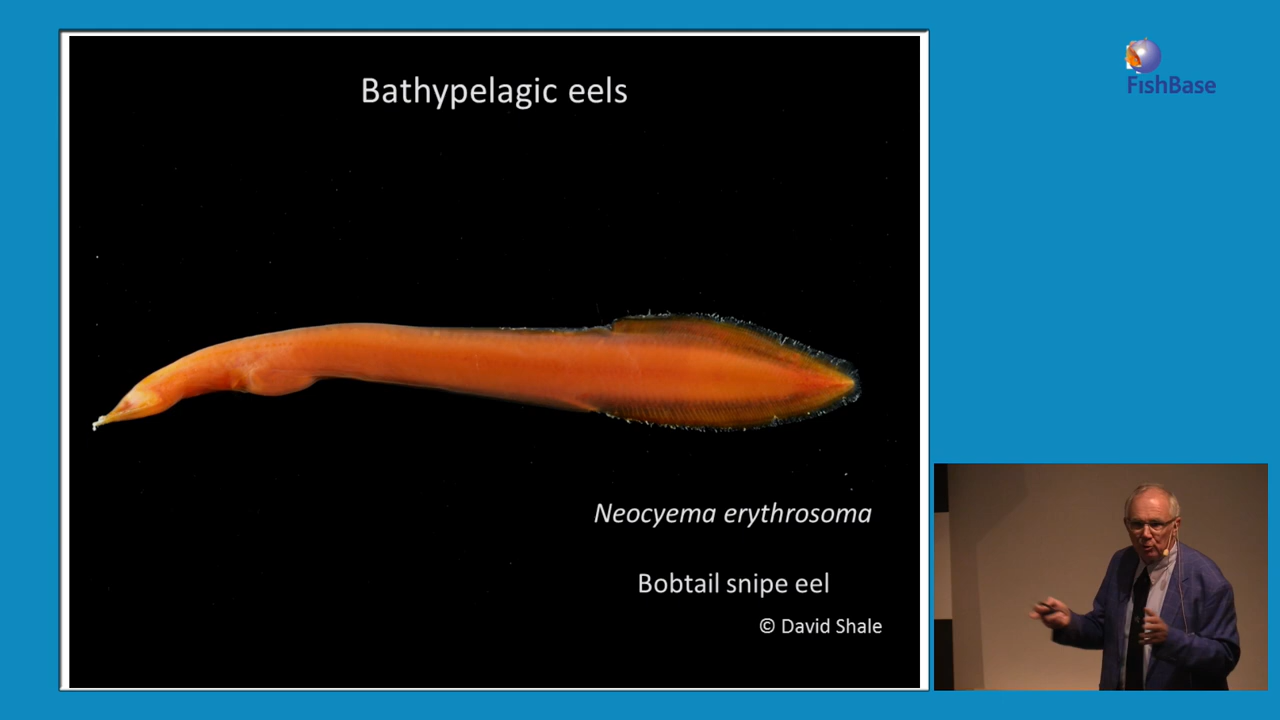 Bathypelagic eels
FishBase
Neocyema erythrosoma
Bobtail snipe eel
© David Shale